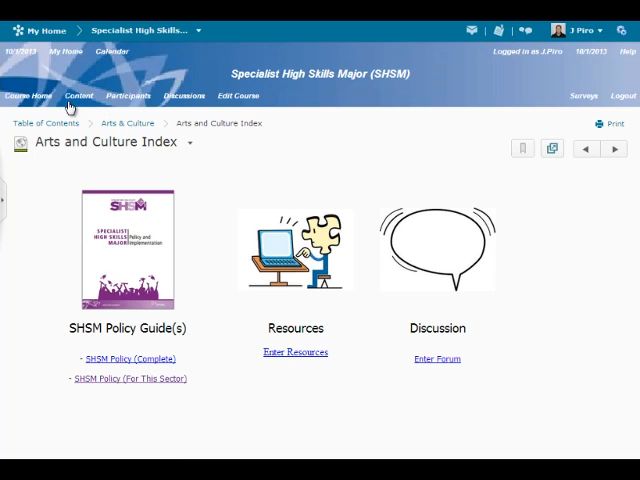 My Home
Specialist High Skills...
J Piro
10/1/2013 My Home Calendar
Logged in as J.Piro 10/1/2013 Help
Specialist High Skills Major (SHSM)
Course Home Content Participants Discussions Edit Course
Surveys Logout
Table of Contents Arts & Culture Arts and Culture Index
Print
Arts and Culture Index
SHSM
SPECIALIST
HIGH SKILLS
MAJOR
Policy and
Implementation
SHSM Policy Guide(s)
- SHSM Policy (Complete)
- SHSM Policy (For This Sector)
Resources
Enter Resources
Discussion
Enter Forum